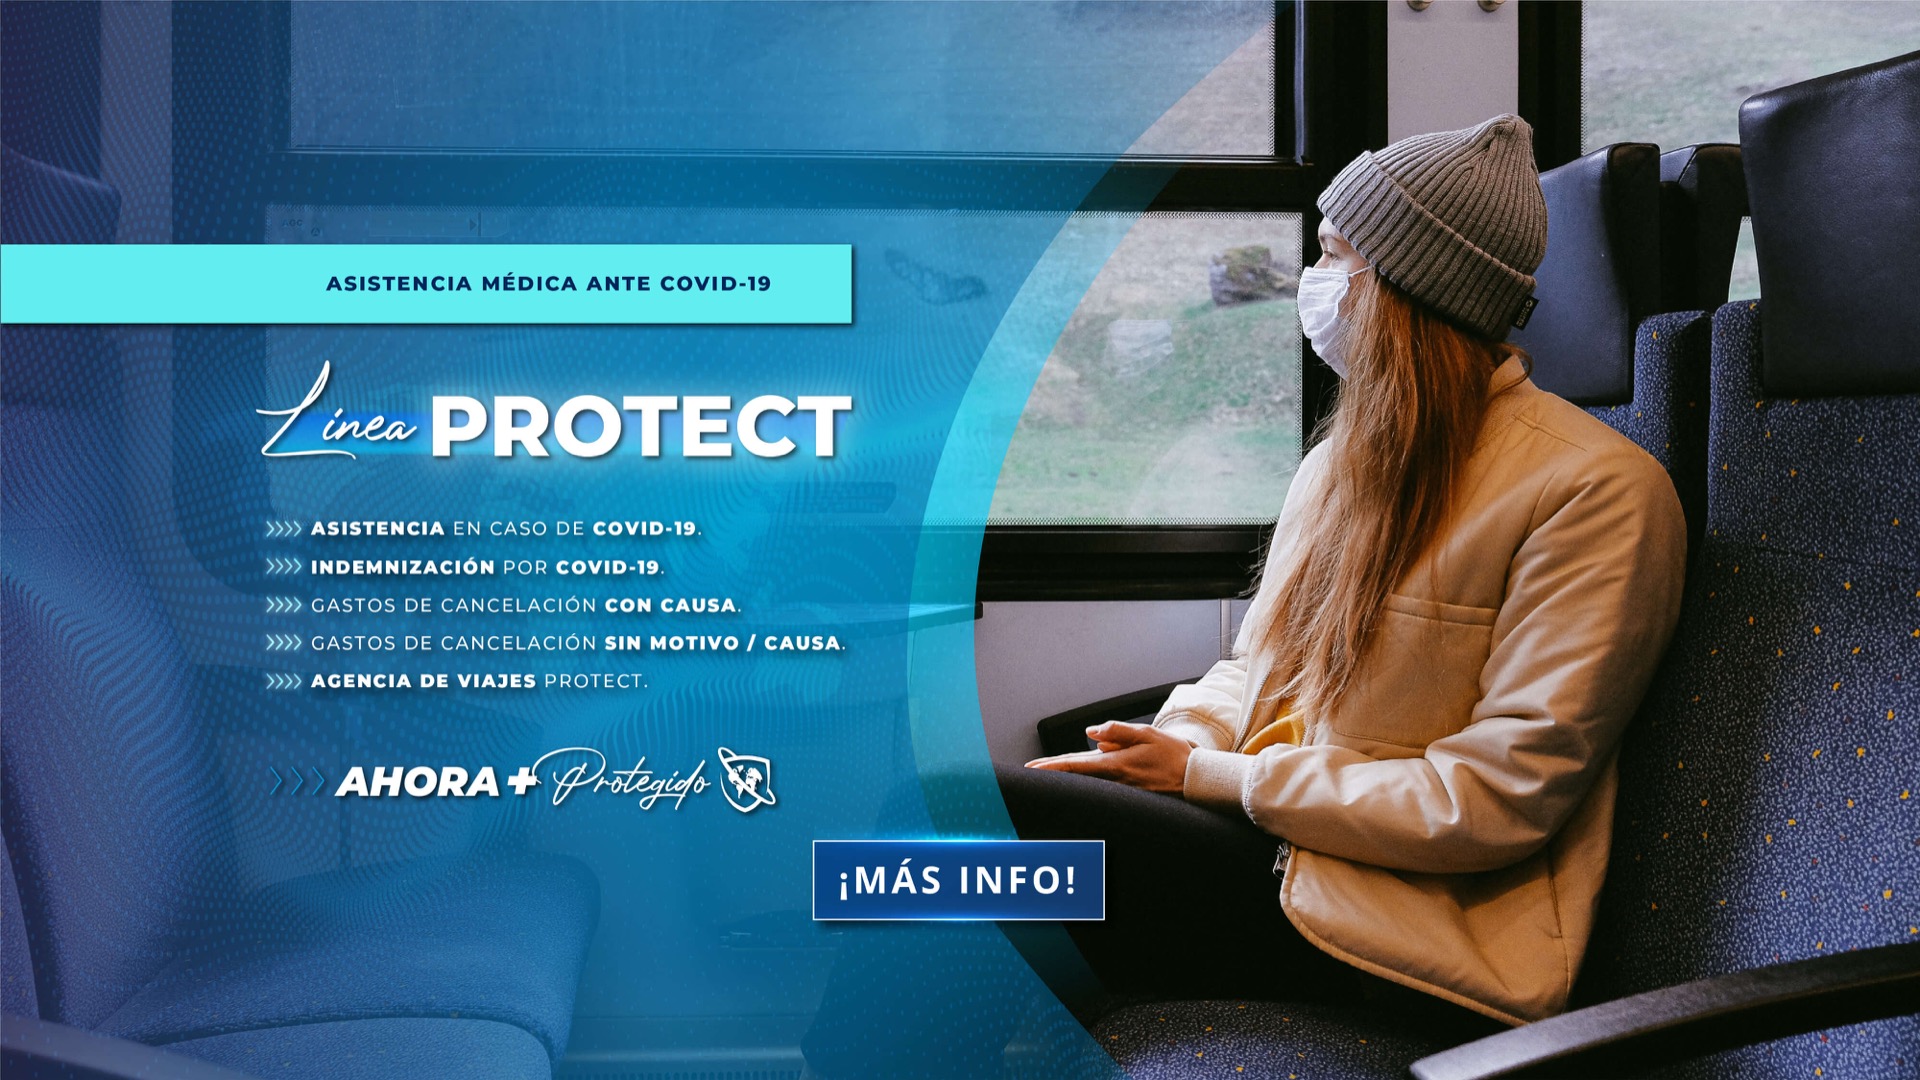 ASISTENCIA MÉDICA ANTE COVID-19
Línea PROTECT
»»» ASISTENCIA EN CASO DE COVID-19.
»»» INDEMNIZACIÓN POR COVID-19.
»»» GASTOS DE CANCELACIÓN CON CAUSA.
»»» GASTOS DE CANCELACIÓN SIN MOTIVO / CAUSA.
»»» AGENCIA DE VIAJES PROTECT.
AHORA + Protegido
¡MÁS INFO!